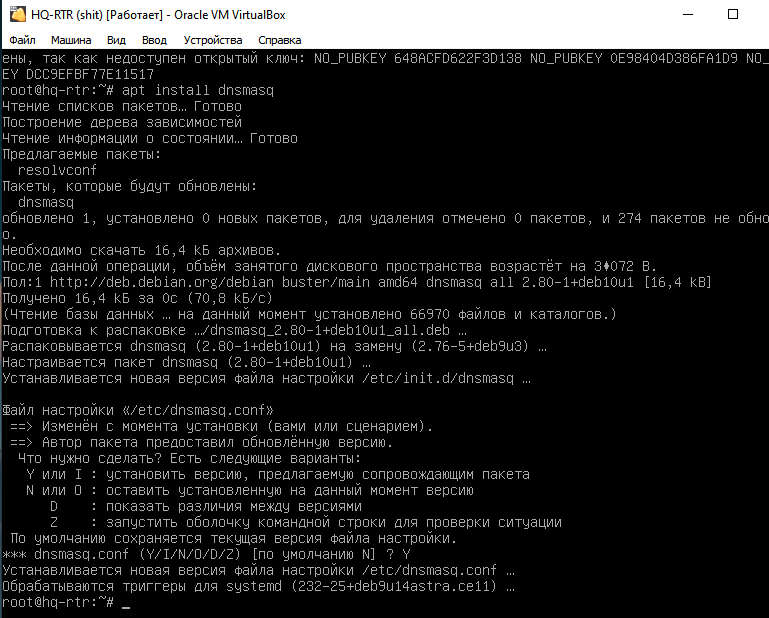 HQ-RTR (shit) [Работает] - Oracle VM VirtualBox
Файл Машина Вид Ввод Устройства Справка
ены, так как недоступен открытый ключ: NO_PUBKEY 648ACFD622F3D138 NO_PUBKEY 0E98404D386FA1D9 NO_
EY DCC9EFBF77E11517
root@hq-rtr:~# apt install dnsmasq
Чтение списков пакетов… Готово
Построение дерева зависимостей
Чтение информации о состоянии… Готово
Предлагаемые пакеты:
resolvconf
Пакеты, которые будут обновлены:
dnsmasq
обновлено 1, установлено 0 новых пакетов, для удаления отмечено 0 пакетов, и 274 пакетов не обно
о.
Необходимо скачать 16,4 kБ архивов.
После данной операции, объём занятого дискового пространства возрастёт на 3♦072 B.
Пол:1 http://deb.debian.org/debian buster/main amd64 dnsmasq all 2.80-1+deb10u1 [16,4 kB]
Получено 16,4 kБ за 0с (70,8 kБ/c)
(Чтение базы данных … на данный момент установлено 66970 файлов и каталогов.)
Подготовка к распаковке …/dnsmasq_2.80-1+deb10u1_all.deb …
Распаковывается dnsmasq (2.80-1+deb10u1) на замену (2.76-5+deb9u3) …
Настраивается пакет dnsmasq (2.80-1+deb10u1) …
Устанавливается новая версия файла настройки /etc/init.d/dnsmasq …
Файл настройки «/etc/dnsmasq.conf»
==> Изменён с момента установки (вами или сценарием).
==> Автор пакета предоставил обновлённую версию.
Что нужно сделать? Есть следующие варианты:
Y или I : установить версию, предлагаемую сопровождающим пакета
N или O : оставить установленную на данный момент версию
D : показать различия между версиями
Z : запустить оболочку командной строки для проверки ситуации
По умолчанию сохраняется текущая версия файла настройки.
*** dnsmasq.conf (Y/I/N/O/D/Z) [по умолчанию N] ? Y
Устанавливается новая версия файла настройки /etc/dnsmasq.conf …
Обрабатываются триггеры для systemd (232-25+deb9u14astra.ce11) …
root@hq-rtr:~# _